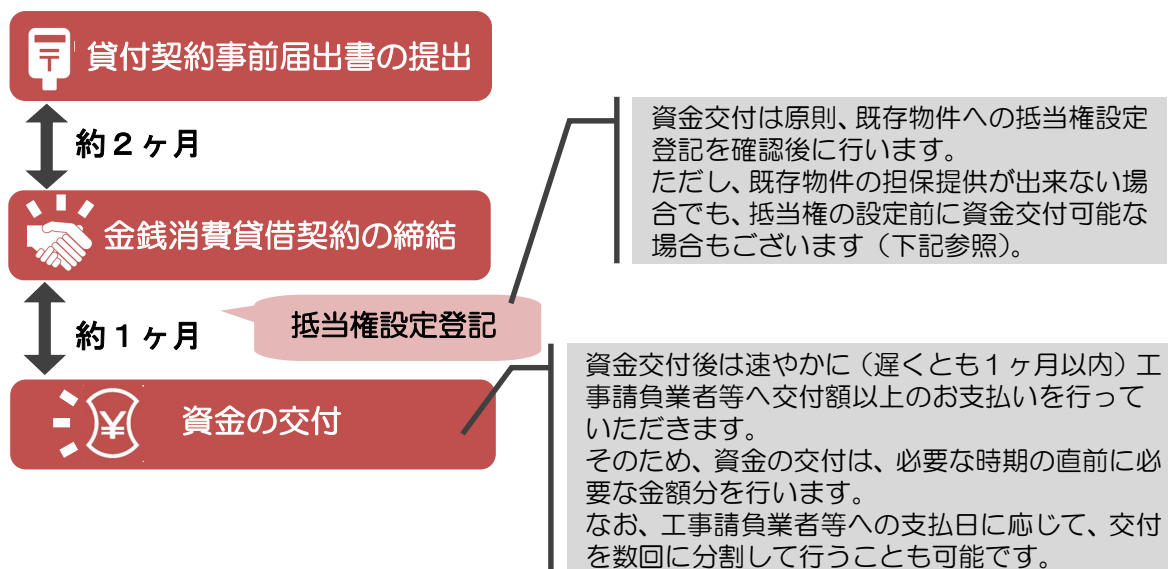 〒 貸付契約事前届出書の提出
約２ヶ月
金銭消費貸借契約の締結
約１ヶ月
抵当権設定登記
¥ 資金の交付
資金交付は原則、既存物件への抵当権設定
登記を確認後に行います。
ただし、既存物件の担保提供が出来ない場
合でも、抵当権の設定前に資金交付可能な
場合もございます（下記参照）。
資金交付後は速やかに（遅くとも１ヶ月以内）工
事請負業者等へ交付額以上のお支払いを行って
いただきます。
そのため、資金の交付は、必要な時期の直前に必
要な金額分を行います。
なお、工事請負業者等への支払日に応じて、交付
を数回に分割して行うことも可能です。